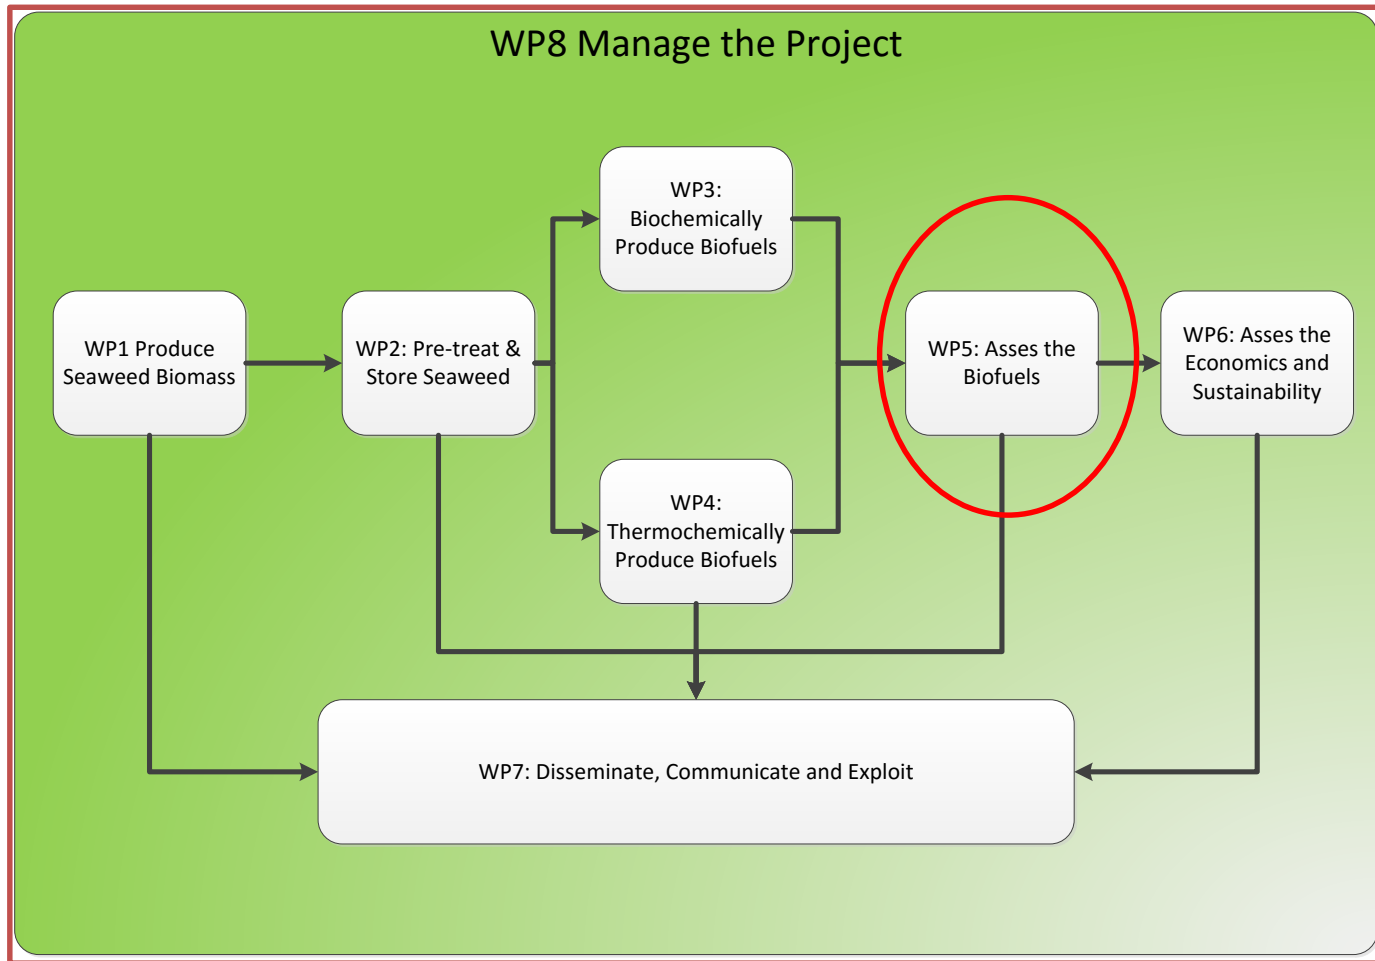 WP8 Manage the Project
WP3:
Biochemically
Produce Biofuels
WP1 Produce
Seaweed Biomass
WP2: Pre-treat &
Store Seaweed
WP5: Asses the
Biofuels
WP6: Asses the
Economics and
Sustainability
WP4:
Thermochemically
Produce Biofuels
WP7: Disseminate, Communicate and Exploit